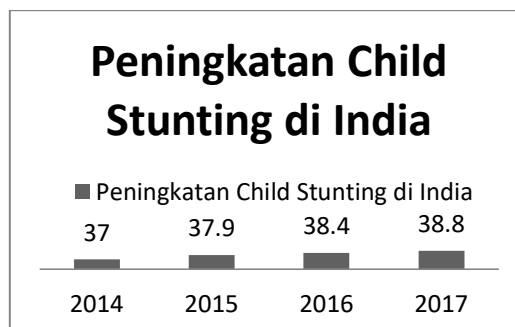 Peningkatan Child
Stunting di India
Peningkatan Child Stunting di India
37 37.9 38.4 38.8
2014 2015 2016 2017